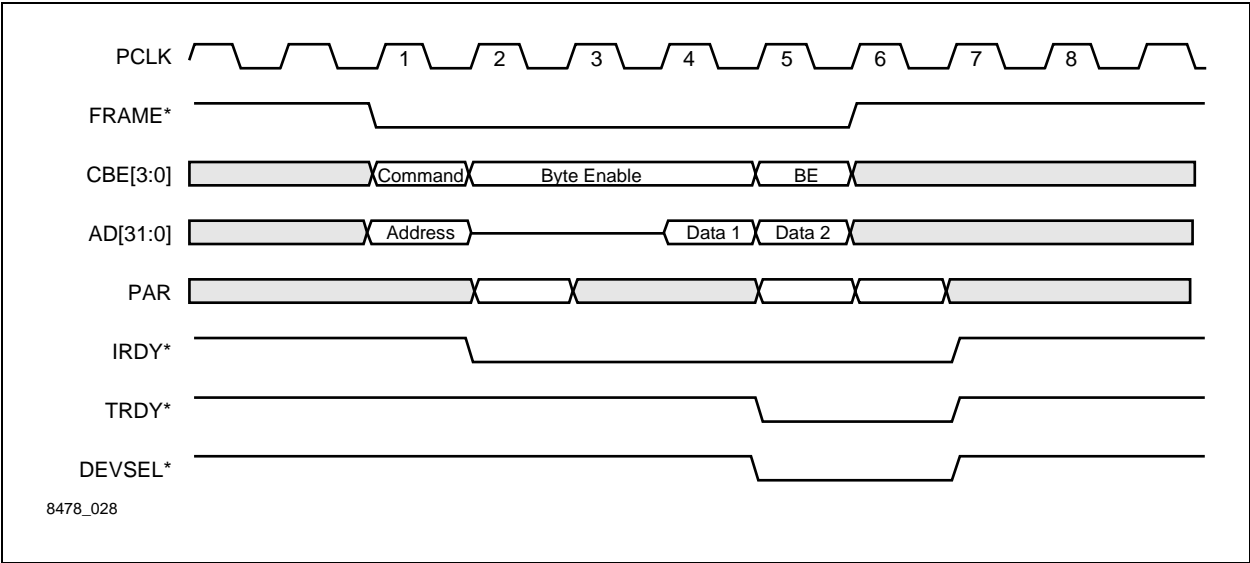 PCLK 1 2 3 4 5 6 7 8
FRAME*
CBE[3:0] Command Byte Enable BE
AD[31:0] Address Data 1 Data 2
PAR
IRDY*
TRDY*
DEVSEL*
8478_028